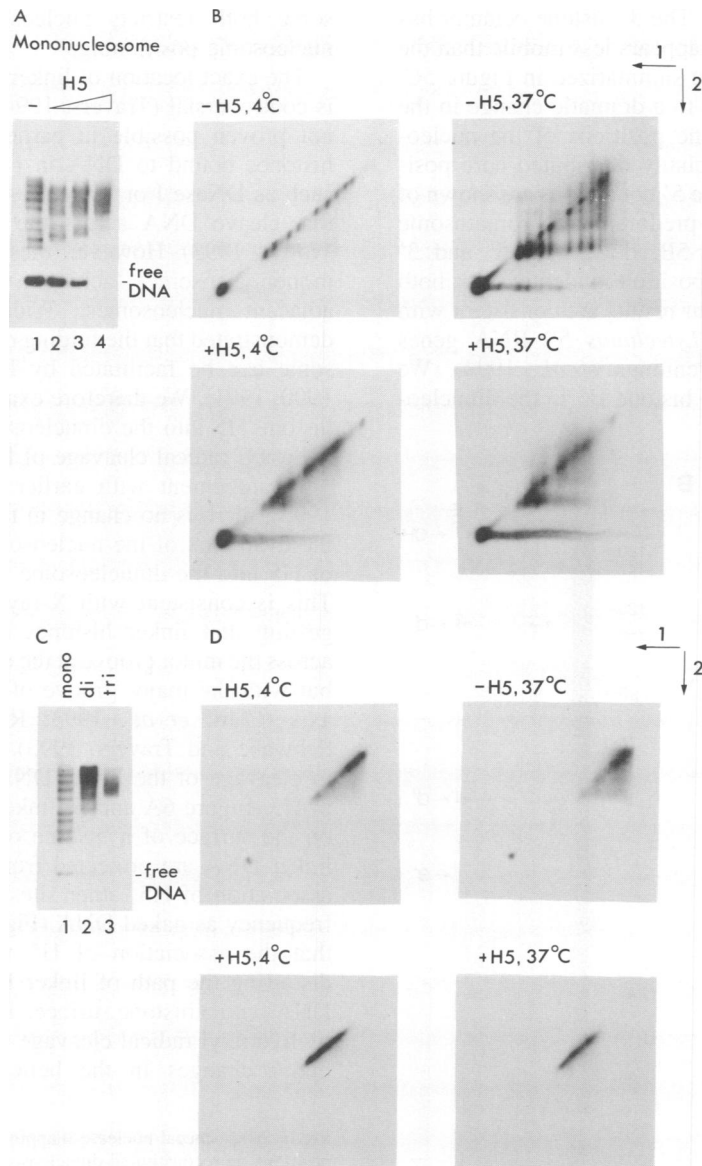 A
B
Mononucleosome
H5
−
−H5, 4°C
−H5, 37°C
1
2
-free
DNA
1 3 4
+H5, 4°C
+H5, 37°C
C
D
mono
di
tri
−H5, 4°C
−H5, 37°C
1
2
-free
DNA
1 2 3
+H5, 4°C
+H5, 37°C